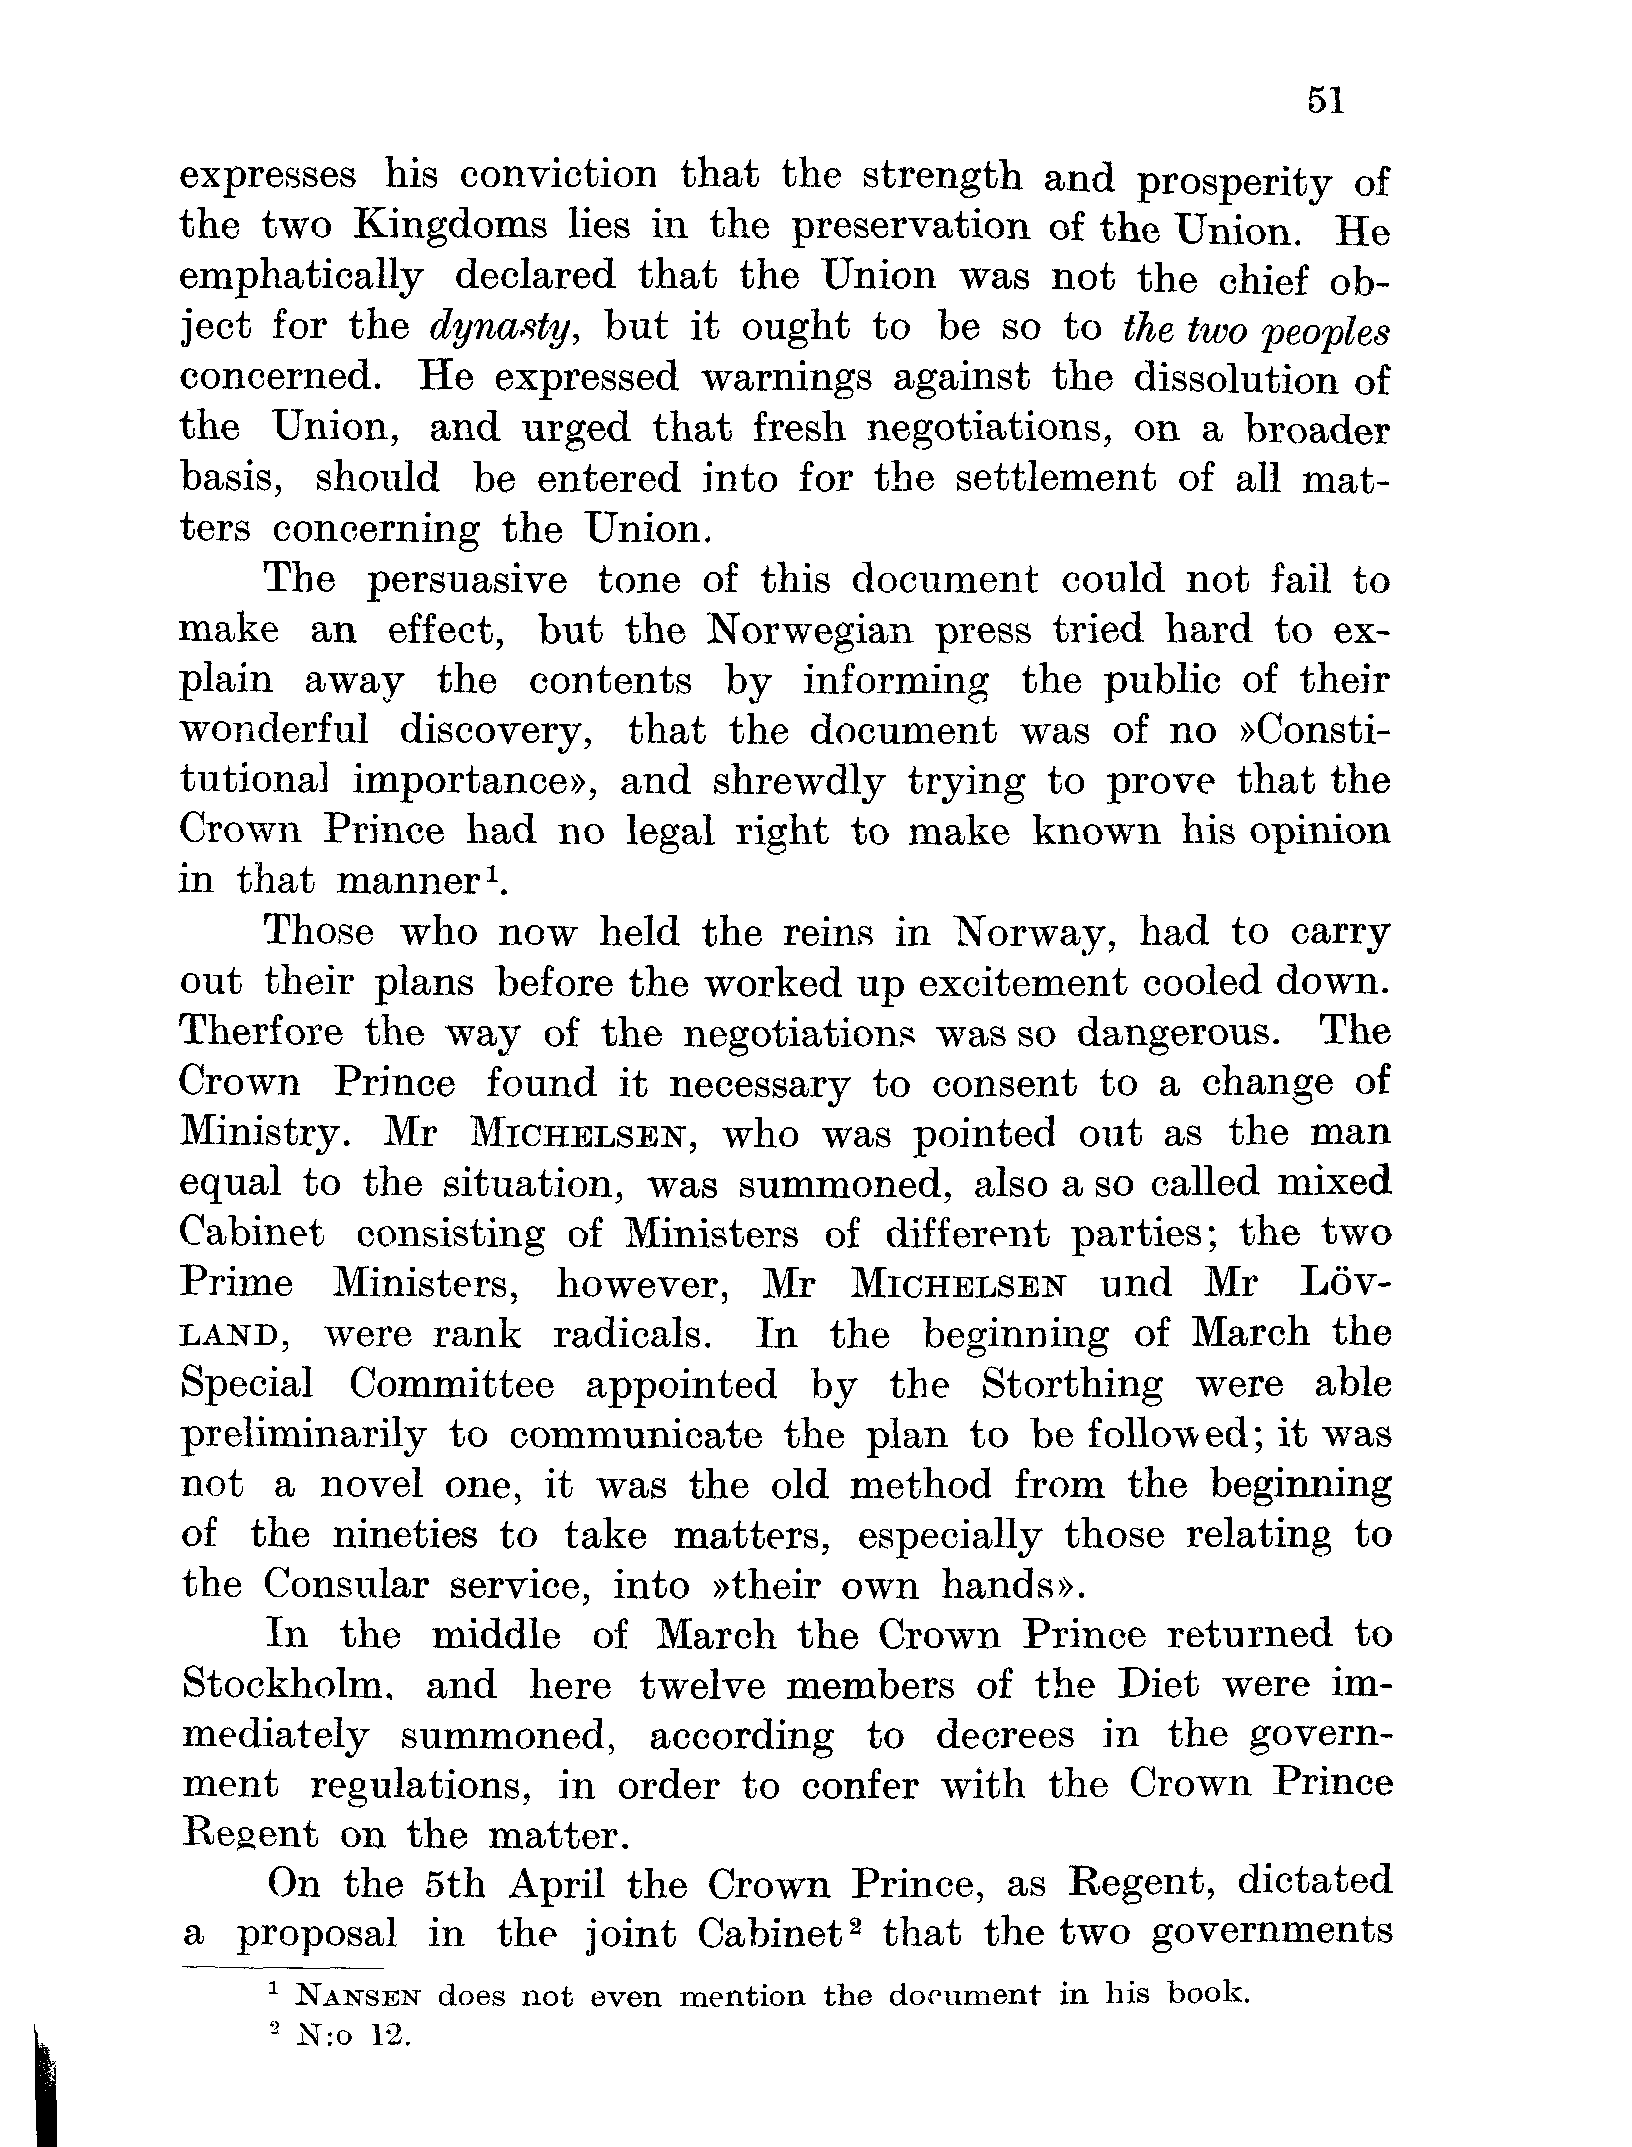 51
expresses his conviction that the strength and prosperity of
the two Kingdoms lies in the preservation of the Union. He
emphatically declared that the Union was not the chief ob-
ject for the dynasty, but it ought to be so to the two peoples
concerned. He expressed warnings against the dissolution of
the Union, and urged that fresh negotiations, on a broader
basis, should be entered into for the settlement of all mat-
ters concerning the Union.
The persuasive tone of this document could not fail to
make an effect, but the Norwegian press tried hard to ex-
plain away the contents by informing the public of their
wonderful discovery, that the document was of no »Consti-
tutional importance», and shrewdly trying to prove that the
Crown Prince had no legal right to make known his opinion
in that manner¹.
Those who now held the reins in Norway, had to carry
out their plans before the worked up excitement cooled down.
Therfore the way of the negotiations was so dangerous. The
Crown Prince found it necessary to consent to a change of
Ministry. Mr MICHELSEN, who was pointed out as the man
equal to the situation, was summoned, also a so called mixed
Cabinet consisting of Ministers of different parties; the two
Prime Ministers, however, Mr MICHELSEN und Mr LÖV-
LAND, were rank radicals. In the beginning of March the
Special Committee appointed by the Storthing were able
preliminarily to communicate the plan to be followed; it was
not a novel one, it was the old method from the beginning
of the nineties to take matters, especially those relating to
the Consular service, into »their own hands».
In the middle of March the Crown Prince returned to
Stockholm, and here twelve members of the Diet were im-
mediately summoned, according to decrees in the govern-
ment regulations, in order to confer with the Crown Prince
Regent on the matter.
On the 5th April the Crown Prince, as Regent, dictated
a proposal in the joint Cabinet² that the two governments
¹ NANSEN does not even mention the document in his book.
² N:o 12.